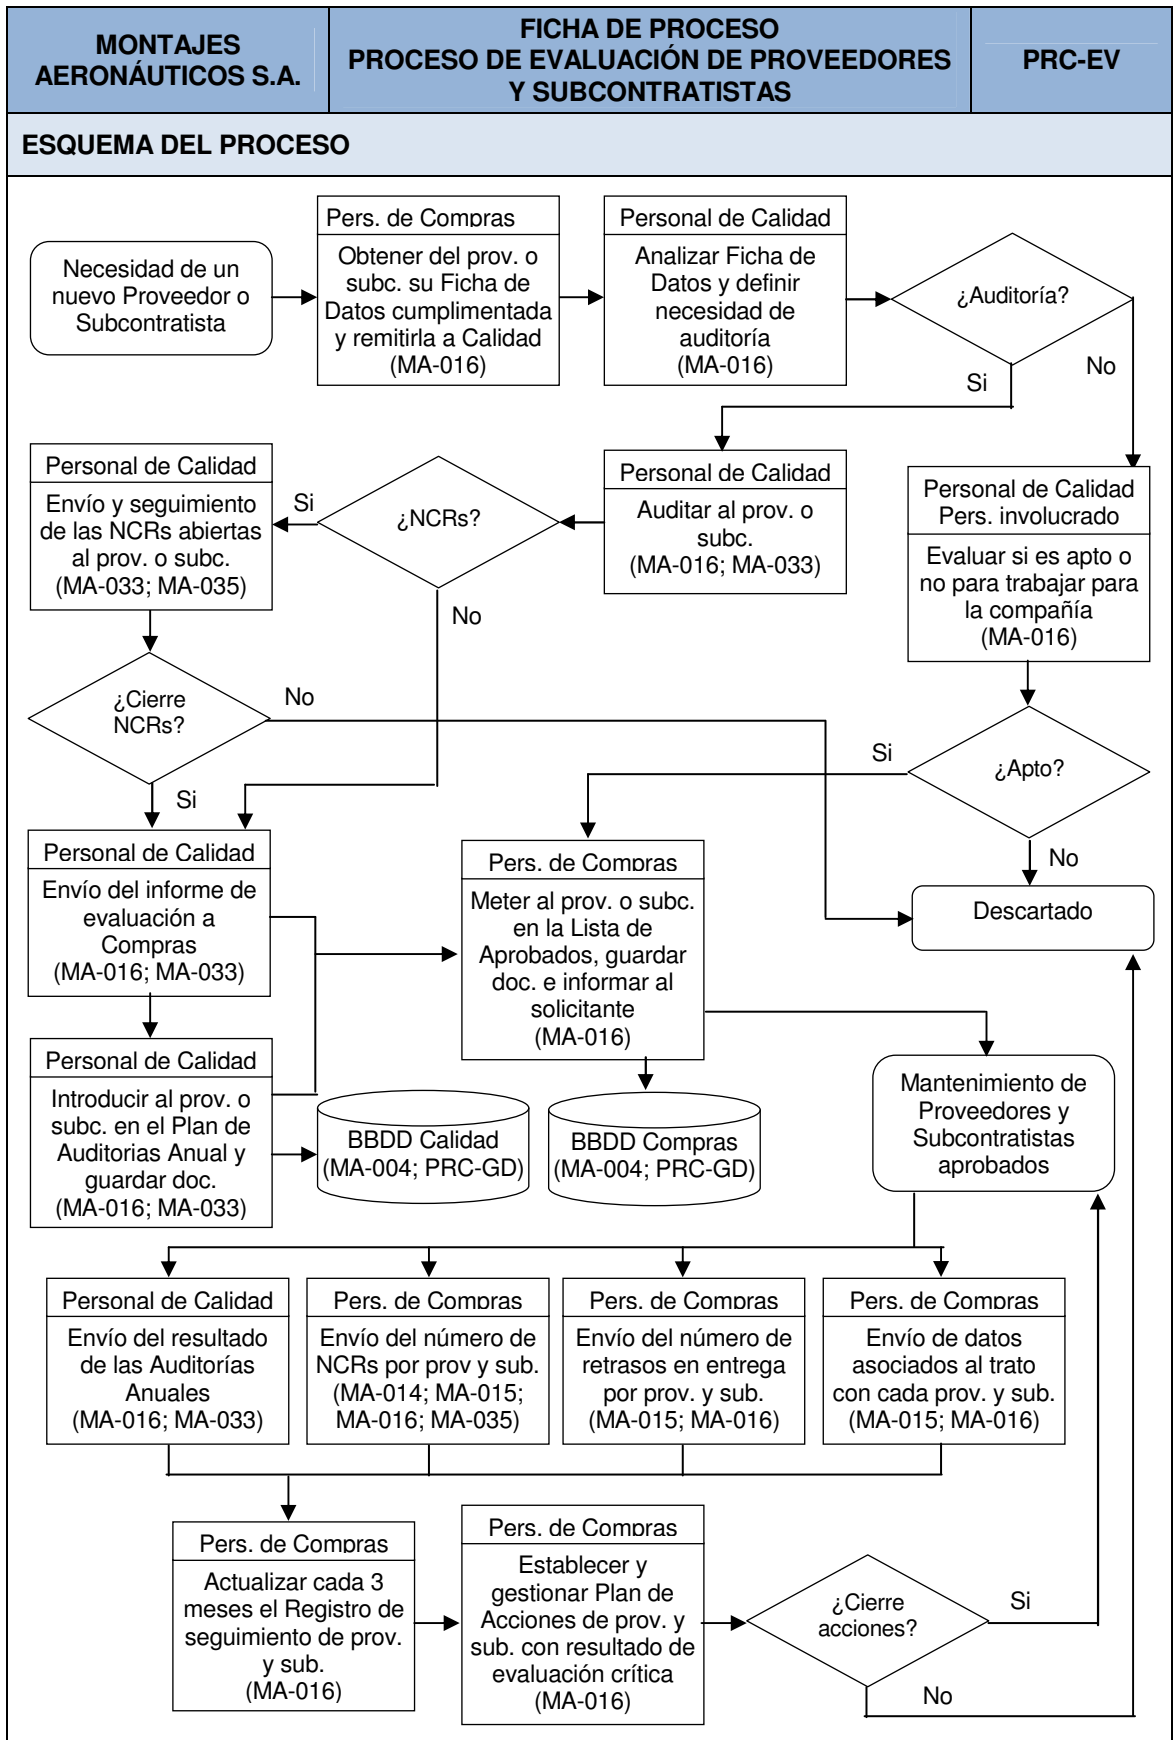 MONTAJES
AERONÁUTICOS S.A.
FICHA DE PROCESO
PROCESO DE EVALUACIÓN DE PROVEEDORES
Y SUBCONTRATISTAS
PRC-EV
ESQUEMA DEL PROCESO
Necesidad de un
nuevo Proveedor o
Subcontratista
Pers. de Compras
Obtener del prov. o
subc. su Ficha de
Datos cumplimentada
y remitirla a Calidad
(MA-016)
Personal de Calidad
Analizar Ficha de
Datos y definir
necesidad de
auditoría
(MA-016)
¿Auditoría?
Si
No
Personal de Calidad
Envío y seguimiento
de las NCRs abiertas
al prov. o subc.
(MA-033; MA-035)
Si
¿NCRs?
No
Personal de Calidad
Auditar al prov. o
subc.
(MA-016; MA-033)
Personal de Calidad
Pers. involucrado
Evaluar si es apto o
no para trabajar para
la compañía
(MA-016)
¿Cierre
NCRs?
No
Si
Si
¿Apto?
No
Personal de Calidad
Envío del informe de
evaluación a
Compras
(MA-016; MA-033)
Pers. de Compras
Meter al prov. o subc.
en la Lista de
Aprobados, guardar
doc. e informar al
solicitante
(MA-016)
Descartado
Personal de Calidad
Introducir al prov. o
subc. en el Plan de
Auditorias Anual y
guardar doc.
(MA-016; MA-033)
BBDD Calidad
(MA-004; PRC-GD)
BBDD Compras
(MA-004; PRC-GD)
Mantenimiento de
Proveedores y
Subcontratistas
aprobados
Personal de Calidad
Envío del resultado
de las Auditorías
Anuales
(MA-016; MA-033)
Pers. de Compras
Envío del número de
NCRs por prov y sub.
(MA-014; MA-015;
MA-016; MA-035)
Pers. de Compras
Envío del número de
retrasos en entrega
por prov. y sub.
(MA-015; MA-016)
Pers. de Compras
Envío de datos
asociados al trato
con cada prov. y sub.
(MA-015; MA-016)
Pers. de Compras
Actualizar cada 3
meses el Registro de
seguimiento de prov.
y sub.
(MA-016)
Pers. de Compras
Establecer y
gestionar Plan de
Acciones de prov. y
sub. con resultado de
evaluación crítica
(MA-016)
¿Cierre
acciones?
Si
No